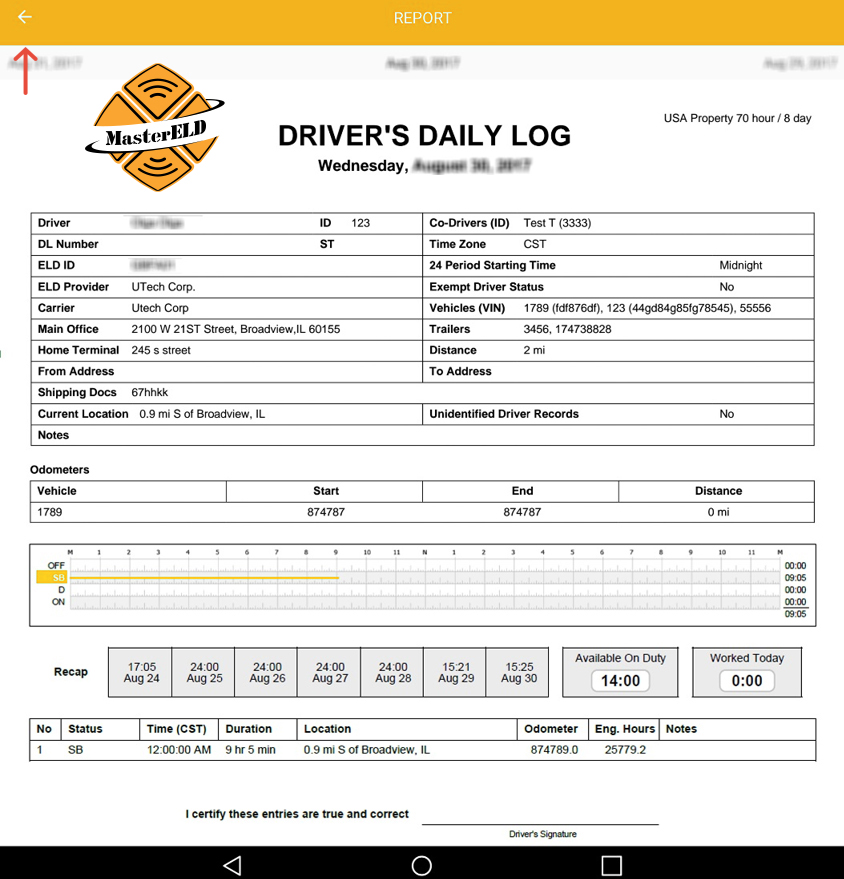 REPORT
MasterELD
USA Property 70 hour / 8 day
DRIVER'S DAILY LOG
Wednesday,
Driver ID 123 Co-Drivers (ID) Test T (3333)
DL Number ST Time Zone CST
ELD ID 24 Period Starting Time Midnight
ELD Provider UTech Corp. Exempt Driver Status No
Carrier Utech Corp Vehicles (VIN) 1789 (fdf876df), 123 (44gd84g85fg78545), 55556
Main Office 2100 W 21ST Street, Broadview,IL 60155 Trailers 3456, 174738828
Home Terminal 245 s street Distance 2 mi
From Address To Address
Shipping Docs 67hhkk
Current Location 0.9 mi S of Broadview, IL Unidentified Driver Records No
Notes
Odometers
Vehicle Start End Distance
1789 874787 874787 0 mi
M 1 2 3 4 5 6 7 8 9 10 11 N 1 2 3 4 5 6 7 8 9 10 11 M
OFF 00:00
SB 09:05
D 00:00
ON 00:00
09:05
Recap
17:05 24:00 24:00 24:00 24:00 15:21 15:25
Aug 24 Aug 25 Aug 26 Aug 27 Aug 28 Aug 29 Aug 30
Available On Duty Worked Today
14:00 0:00
No Status Time (CST) Duration Location Odometer Eng. Hours Notes
1 SB 12:00:00 AM 9 hr 5 min 0.9 mi S of Broadview, IL 874789.0 25779.2
I certify these entries are true and correct
Driver's Signature